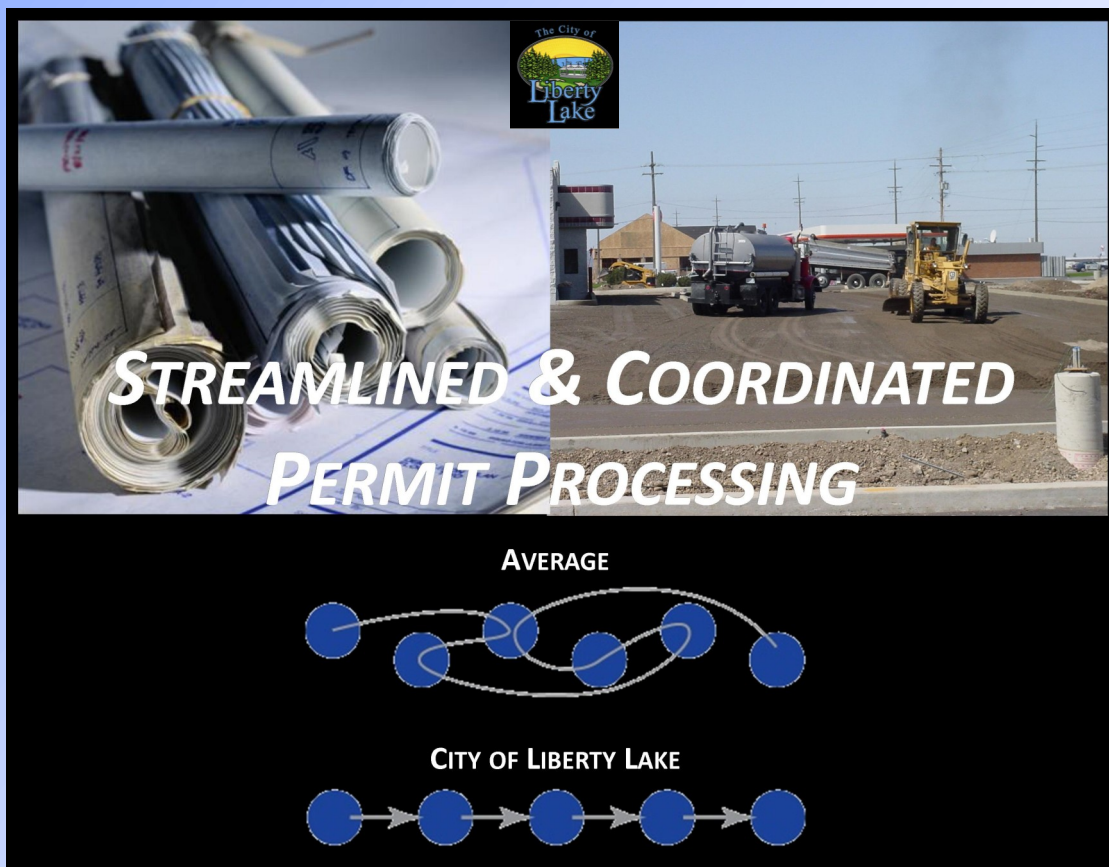 The City of
Liberty
Lake
STREAMLINED & COORDINATED
PERMIT PROCESSING
AVERAGE
CITY OF LIBERTY LAKE